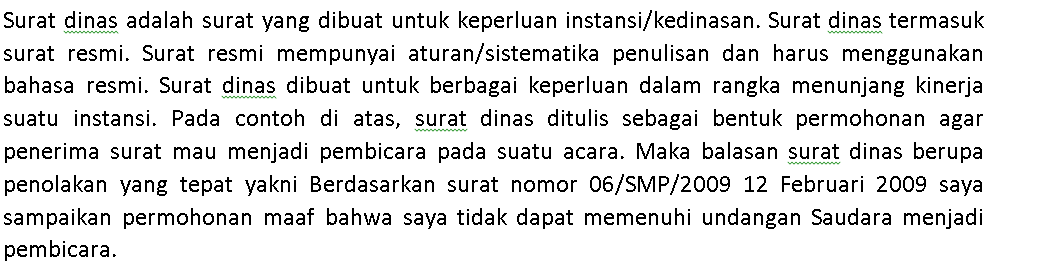 Surat dinas adalah surat yang dibuat untuk keperluan instansi/kedinasan. Surat dinas termasuk
surat resmi. Surat resmi mempunyai aturan/sistematika penulisan dan harus menggunakan
bahasa resmi. Surat dinas dibuat untuk berbagai keperluan dalam rangka menunjang kinerja
suatu instansi. Pada contoh di atas, surat dinas ditulis sebagai bentuk permohonan agar
penerima surat mau menjadi pembicara pada suatu acara. Maka balasan surat dinas berupa
penolakan yang tepat yakni Berdasarkan surat nomor 06/SMP/2009 12 Februari 2009 saya
sampaikan permohonan maaf bahwa saya tidak dapat memenuhi undangan Saudara menjadi
pembicara.